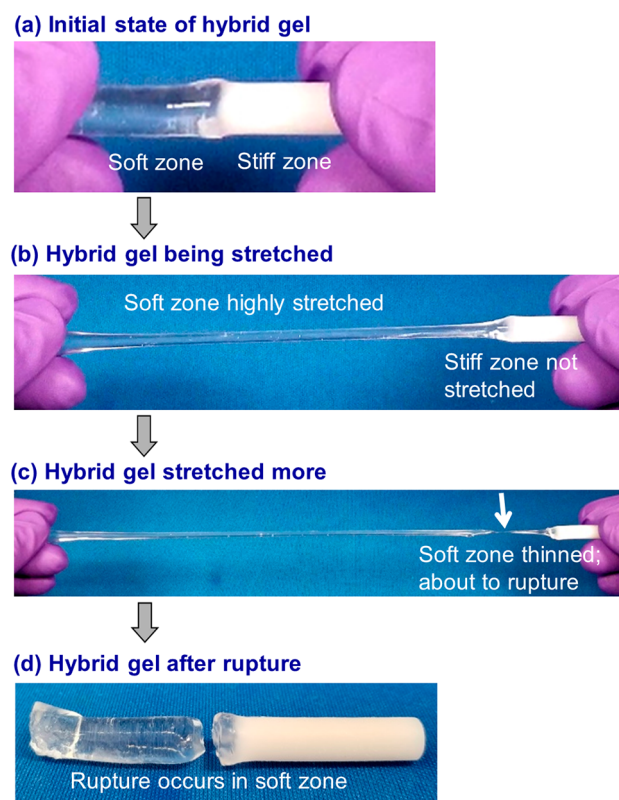 (a) Initial state of hybrid gel
Soft zone
Stiff zone
(b) Hybrid gel being stretched
Soft zone highly stretched
Stiff zone not
stretched
(c) Hybrid gel stretched more
Soft zone thinned;
about to rupture
(d) Hybrid gel after rupture
Rupture occurs in soft zone